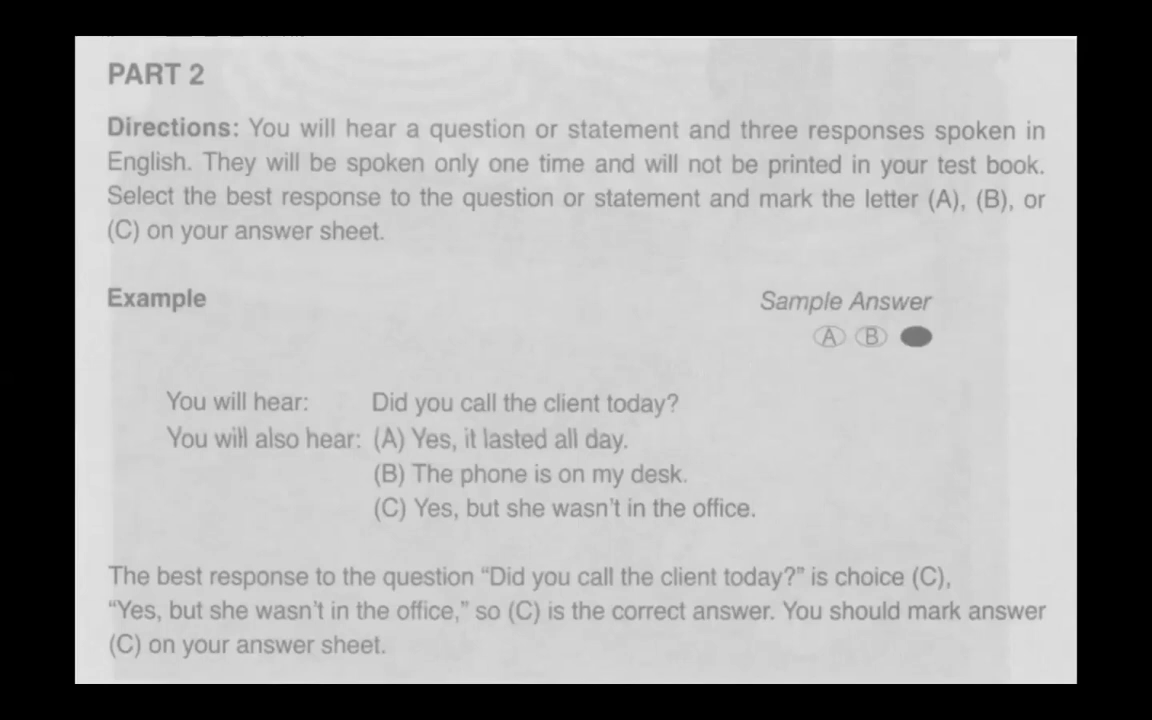 PART 2
Directions: You will hear a question or statement and three responses spoken in
English. They will be spoken only one time and will not be printed in your test book.
Select the best response to the question or statement and mark the letter (A), (B), or
(C) on your answer sheet.
Example
Sample Answer
A B
You will hear: Did you call the client today?
You will also hear: (A) Yes, it lasted all day.
(B) The phone is on my desk.
(C) Yes, but she wasn't in the office.
The best response to the question “Did you call the client today?” is choice (C),
“Yes, but she wasn't in the office,” so (C) is the correct answer. You should mark answer
(C) on your answer sheet.